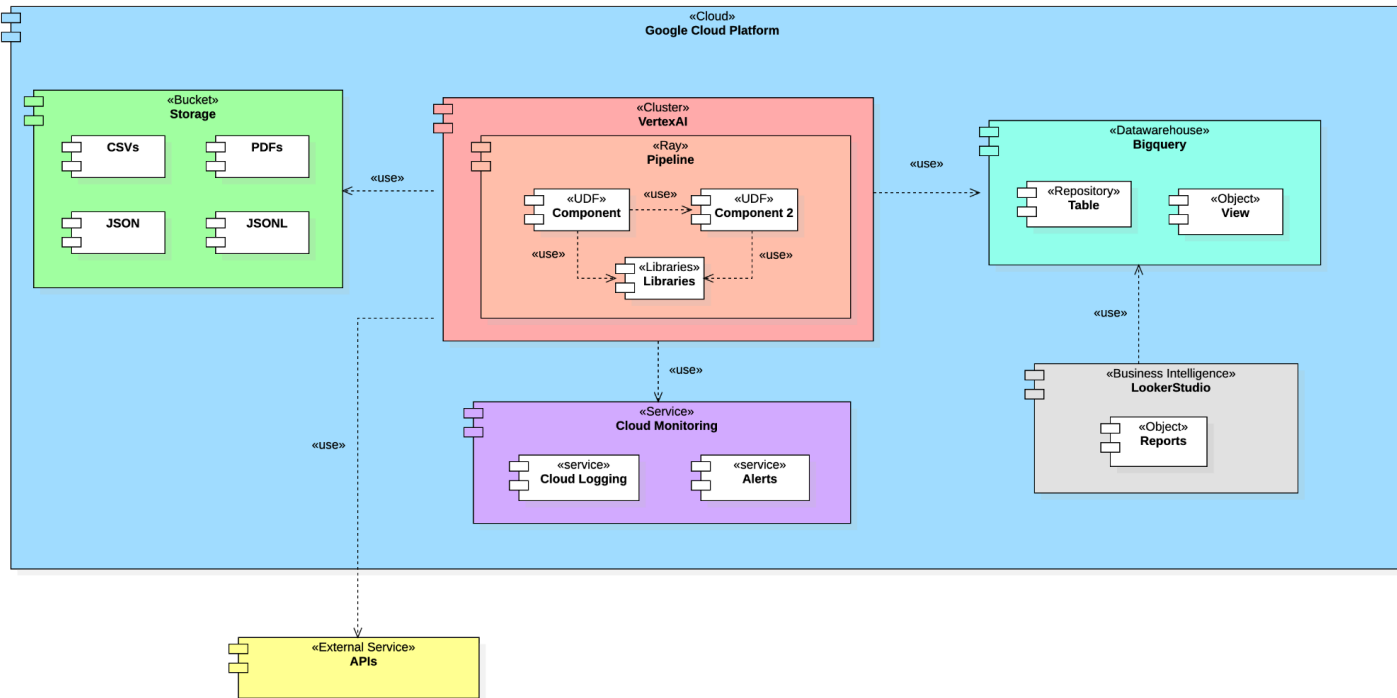 «Cloud»
Google Cloud Platform
«Bucket»
Storage
CSVs
PDFs
JSON
JSONL
«use»
«Cluster»
VertexAI
«Ray»
Pipeline
«UDF»
Component
«use»
«UDF»
Component 2
«use»
«use»
«Libraries»
Libraries
«use»
«Datawarehouse»
Bigquery
«Repository»
Table
«Object»
View
«use»
«Business Intelligence»
LookerStudio
«Object»
Reports
«use»
«Service»
Cloud Monitoring
«service»
Cloud Logging
«service»
Alerts
«use»
«External Service»
APIs